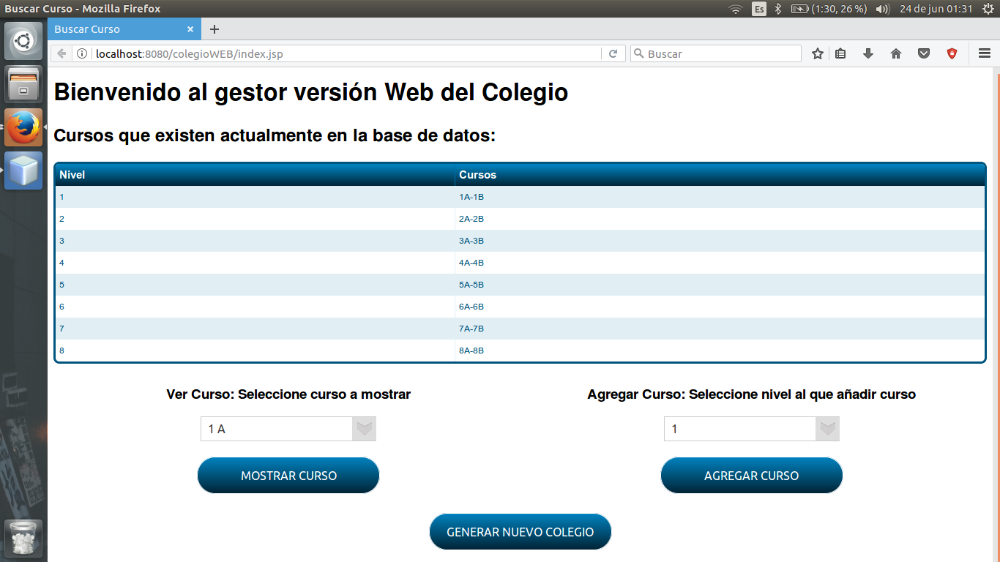 Buscar Curso - Mozilla Firefox
Es (1:30, 26 %) 24 de jun 01:31
Buscar Curso × +
localhost:8080/colegioWEB/index.jsp Buscar
Bienvenido al gestor versión Web del Colegio
Cursos que existen actualmente en la base de datos:
Nivel Cursos
1 1A-1B
2 2A-2B
3 3A-3B
4 4A-4B
5 5A-5B
6 6A-6B
7 7A-7B
8 8A-8B
Ver Curso: Seleccione curso a mostrar Agregar Curso: Seleccione nivel al que añadir curso
1 A 1
MOSTRAR CURSO AGREGAR CURSO
GENERAR NUEVO COLEGIO